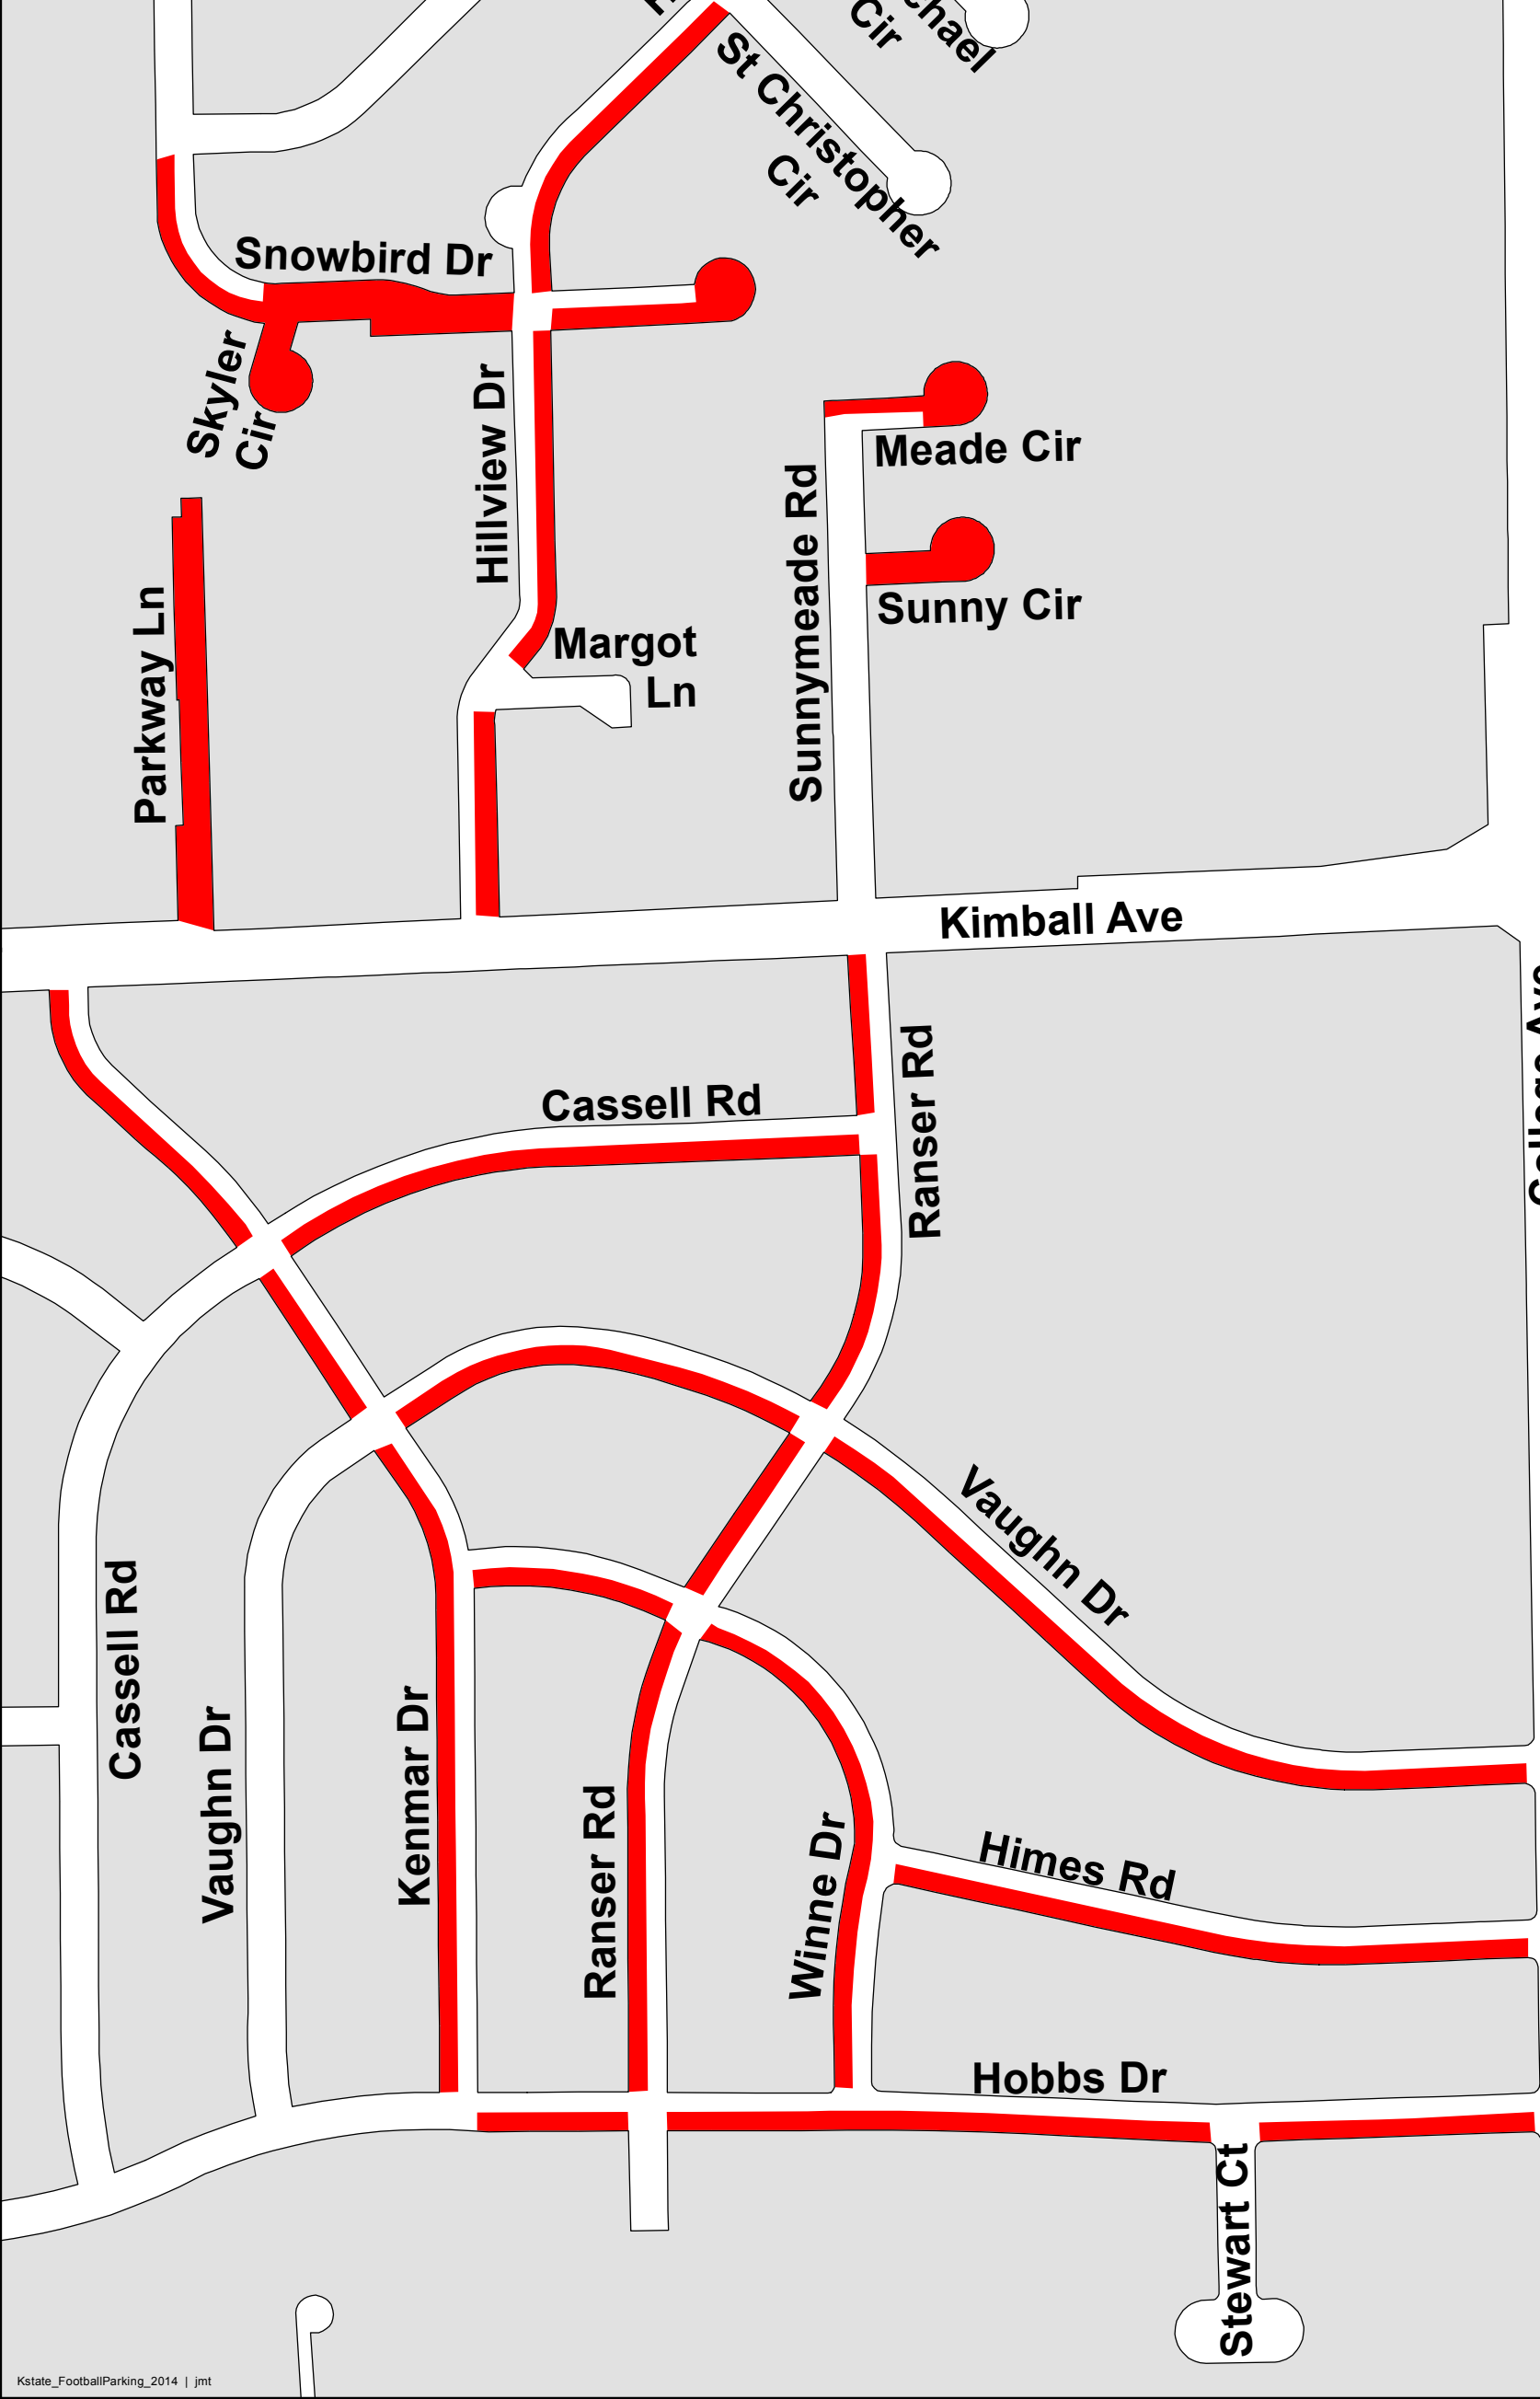 Cir
St Christopher
Cir
Snowbird Dr
Skyler
Cir
Hillview Dr
Meade Cir
Sunnymeade Rd
Sunny Cir
Parkway Ln
Margot
Ln
Kimball Ave
Ranser Rd
Cassell Rd
Vaughn Dr
Cassell Rd
Vaughn Dr
Kenmar Dr
Ranser Rd
Winne Dr
Himes Rd
Hobbs Dr
Stewart Ct
Kstate_FootballParking_2014 | jmt